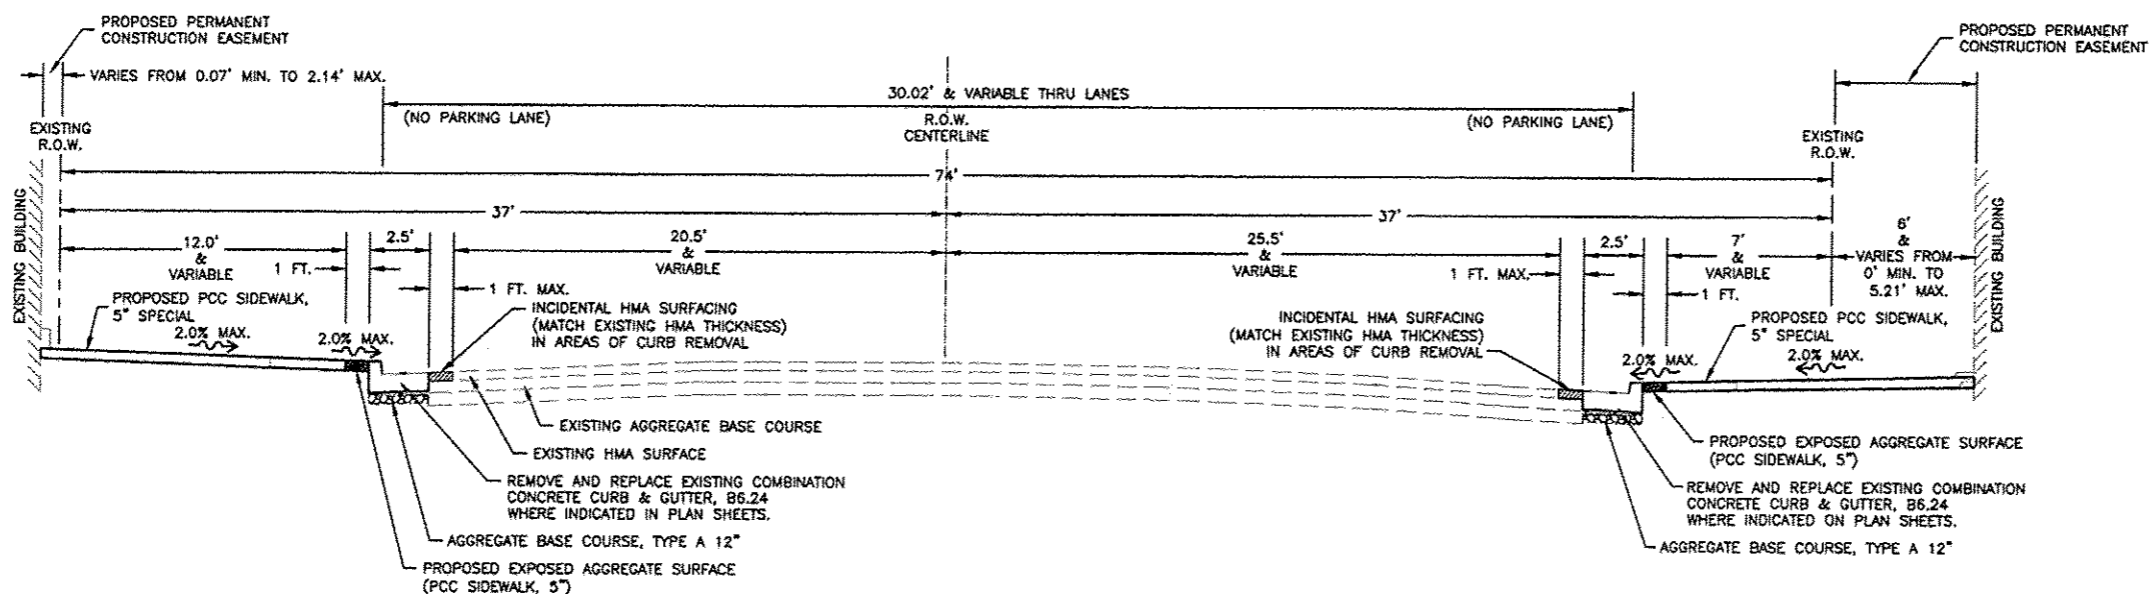 PROPOSED PERMANENT
CONSTRUCTION EASEMENT
VARIES FROM 0.07' MIN. TO 2.14' MAX.
EXISTING
R.O.W.
30.02' & VARIABLE THRU LANES
(NO PARKING LANE)
R.O.W.
CENTERLINE
(NO PARKING LANE)
PROPOSED PERMANENT
CONSTRUCTION EASEMENT
EXISTING
R.O.W.
74'
37'
37'
EXISTING BUILDING
12.0'
&
VARIABLE
1 FT.
2.5'
20.5'
&
VARIABLE
1 FT. MAX.
25.5'
&
VARIABLE
1 FT. MAX.
2.5'
7'
&
VARIABLE
1 FT.
6'
&
VARIES FROM
0' MIN. TO
5.21' MAX.
EXISTING BUILDING
PROPOSED PCC SIDEWALK,
5" SPECIAL
2.0% MAX.
2.0% MAX.
INCIDENTAL HMA SURFACING
(MATCH EXISTING HMA THICKNESS)
IN AREAS OF CURB REMOVAL
INCIDENTAL HMA SURFACING
(MATCH EXISTING HMA THICKNESS)
IN AREAS OF CURB REMOVAL
PROPOSED PCC SIDEWALK,
5" SPECIAL
2.0% MAX.
2.0% MAX.
EXISTING AGGREGATE BASE COURSE
EXISTING HMA SURFACE
REMOVE AND REPLACE EXISTING COMBINATION
CONCRETE CURB & GUTTER, B6.24
WHERE INDICATED IN PLAN SHEETS.
AGGREGATE BASE COURSE, TYPE A 12"
PROPOSED EXPOSED AGGREGATE SURFACE
(PCC SIDEWALK, 5")
PROPOSED EXPOSED AGGREGATE SURFACE
(PCC SIDEWALK, 5")
REMOVE AND REPLACE EXISTING COMBINATION
CONCRETE CURB & GUTTER, B6.24
WHERE INDICATED ON PLAN SHEETS.
AGGREGATE BASE COURSE, TYPE A 12"